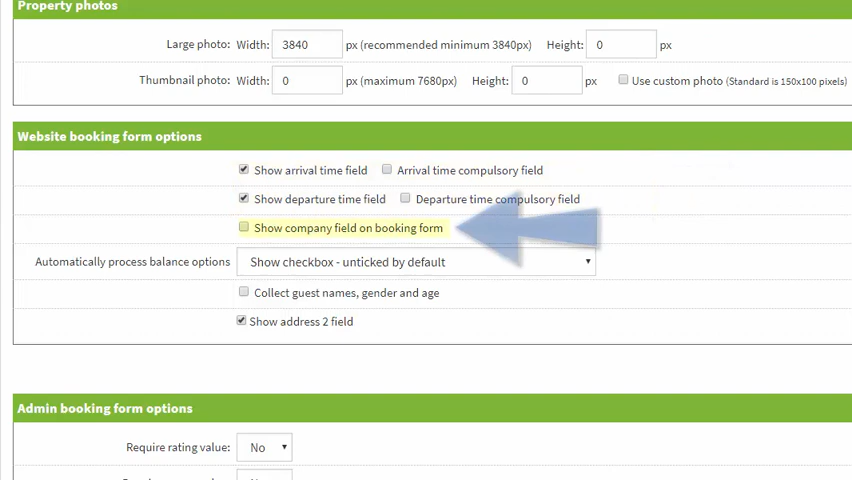 Property photos
Large photo: Width: 3840 px (recommended minimum 3840px) Height: 0 px
Thumbnail photo: Width: 0 px (maximum 7680px) Height: 0 px Use custom photo (Standard is 150x100 pixels)
Website booking form options
Show arrival time field Arrival time compulsory field
Show departure time field Departure time compulsory field
Show company field on booking form
Automatically process balance options Show checkbox - unticked by default
Collect guest names, gender and age
Show address 2 field
Admin booking form options
Require rating value: No